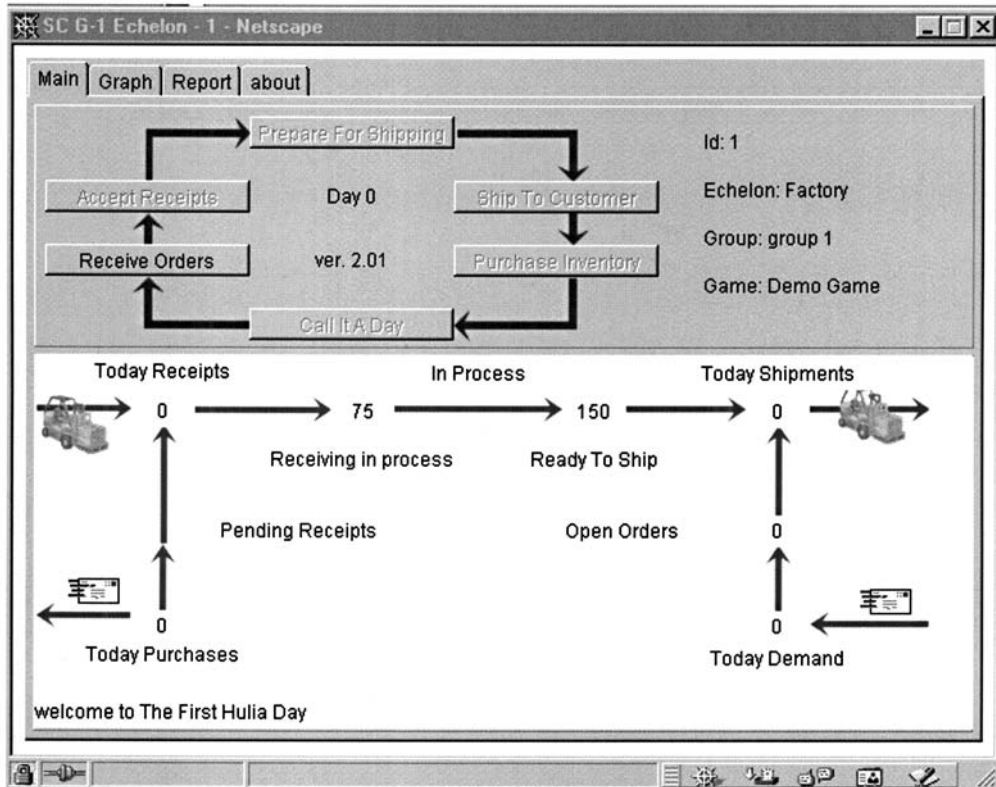 SC G-1 Echelon - 1 - Netscape
Main Graph Report about
Prepare For Shipping
Id: 1
Accept Receipts Day 0 Ship To Customer
Echelon: Factory
Receive Orders ver. 2.01 Purchase Inventory
Group: group 1
Game: Demo Game
Call It A Day
Today Receipts In Process Today Shipments
0 75 150 0
Receiving in process Ready To Ship
Pending Receipts Open Orders 0
0 0
Today Purchases Today Demand
welcome to The First Hulia Day